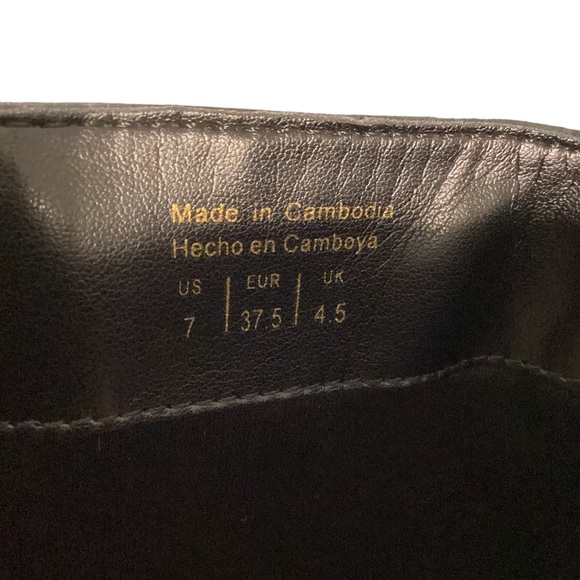 Made in Cambodia
Hecho en Camboya
US | EUR | UK
7 | 37.5 | 4.5